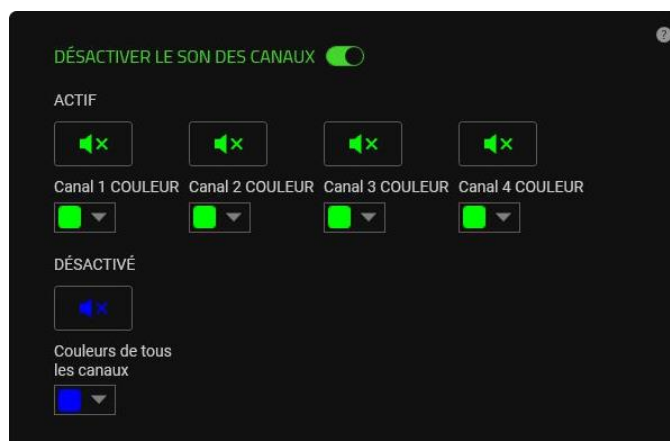 DÉSACTIVER LE SON DES CANAUX
?
ACTIF
Canal 1 COULEUR Canal 2 COULEUR Canal 3 COULEUR Canal 4 COULEUR
DÉSACTIVÉ
Couleurs de tous
les canaux